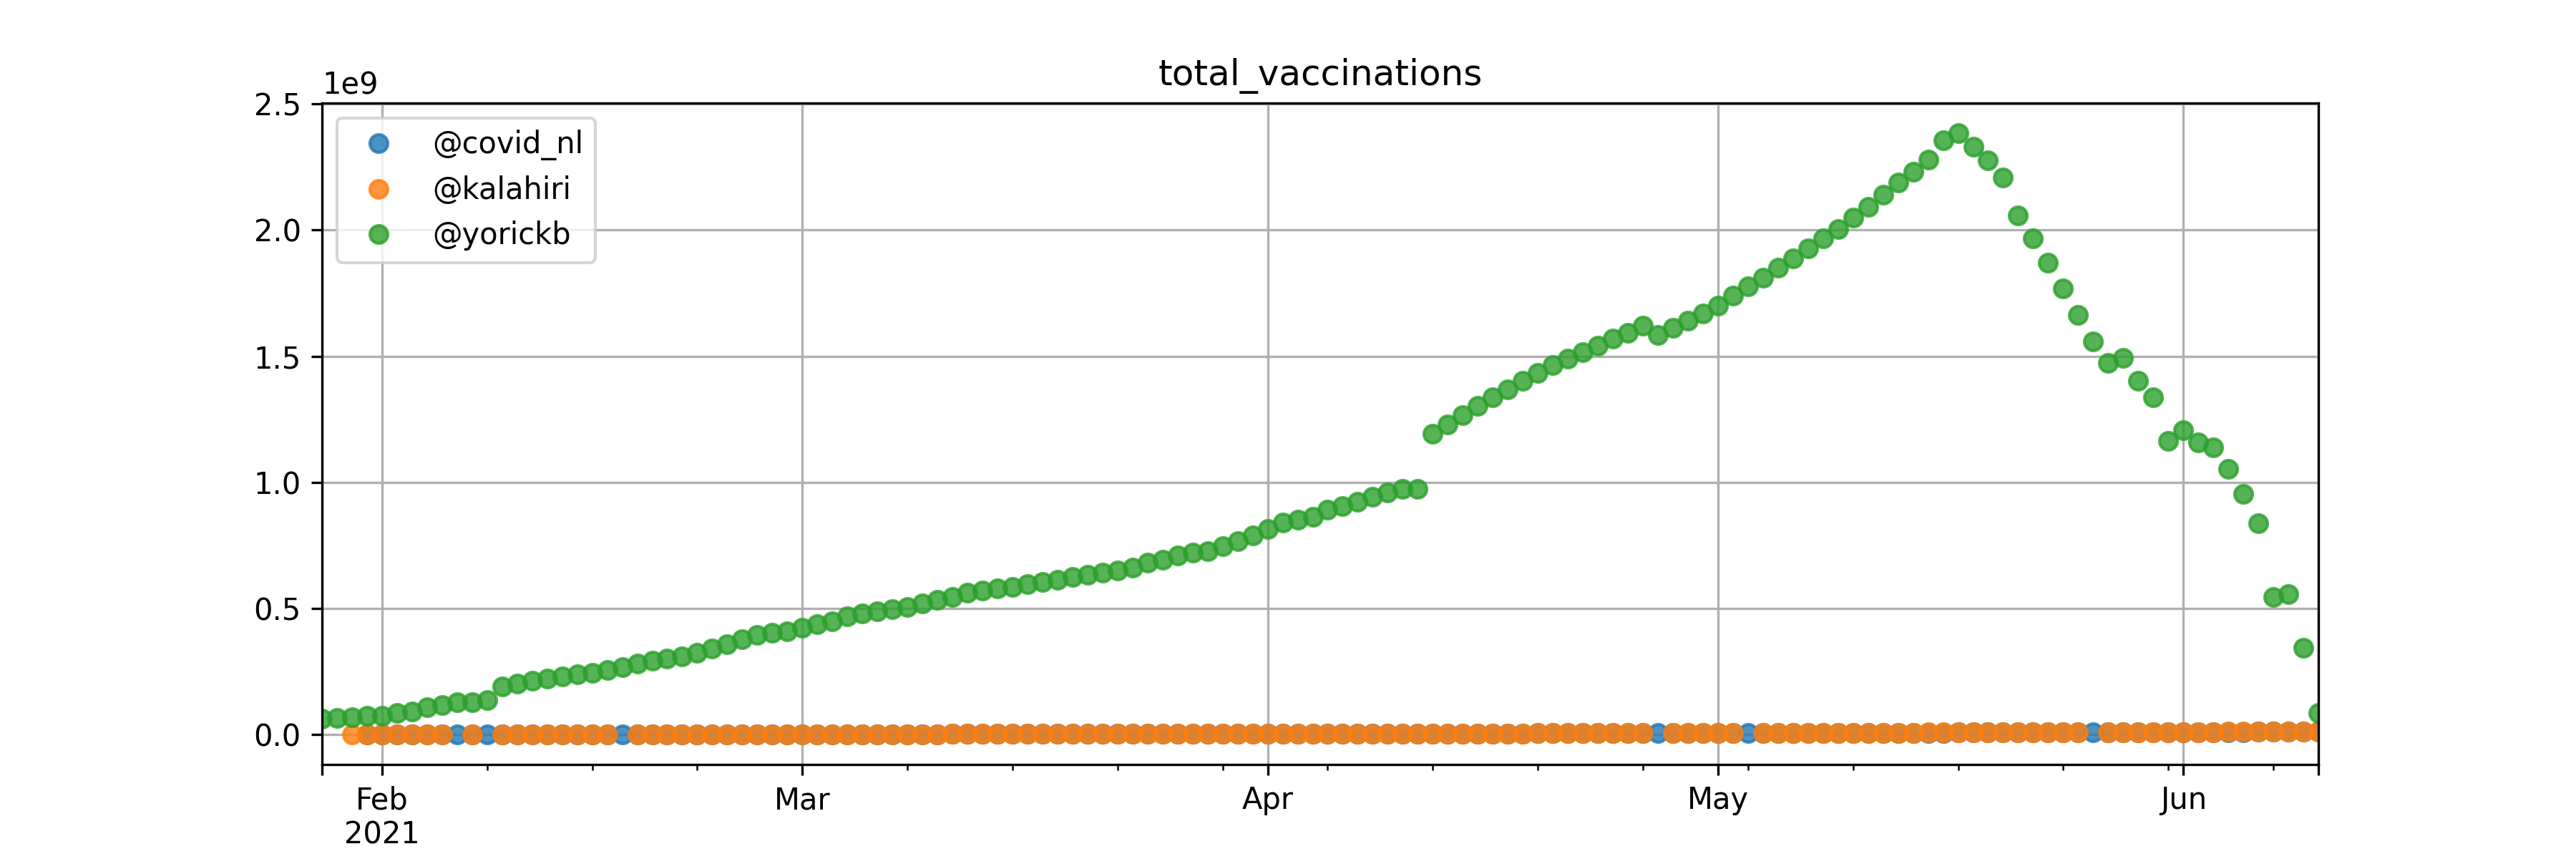 total_vaccinations
1e9
2.5
2.0
1.5
1.0
0.5
0.0
@covid_nl
@kalahiri
@yorickb
Feb
2021
Mar
Apr
May
Jun